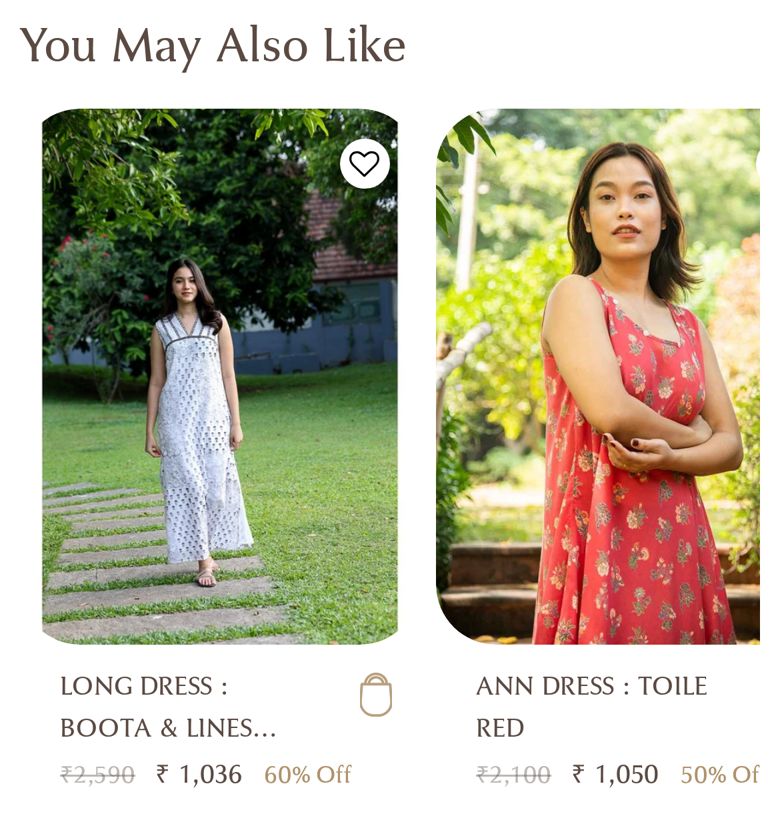 You May Also Like
LONG DRESS :
BOOTA & LINES...
₹2,590 ₹ 1,036 60% Off
ANN DRESS : TOILE
RED
₹2,100 ₹ 1,050 50% Of